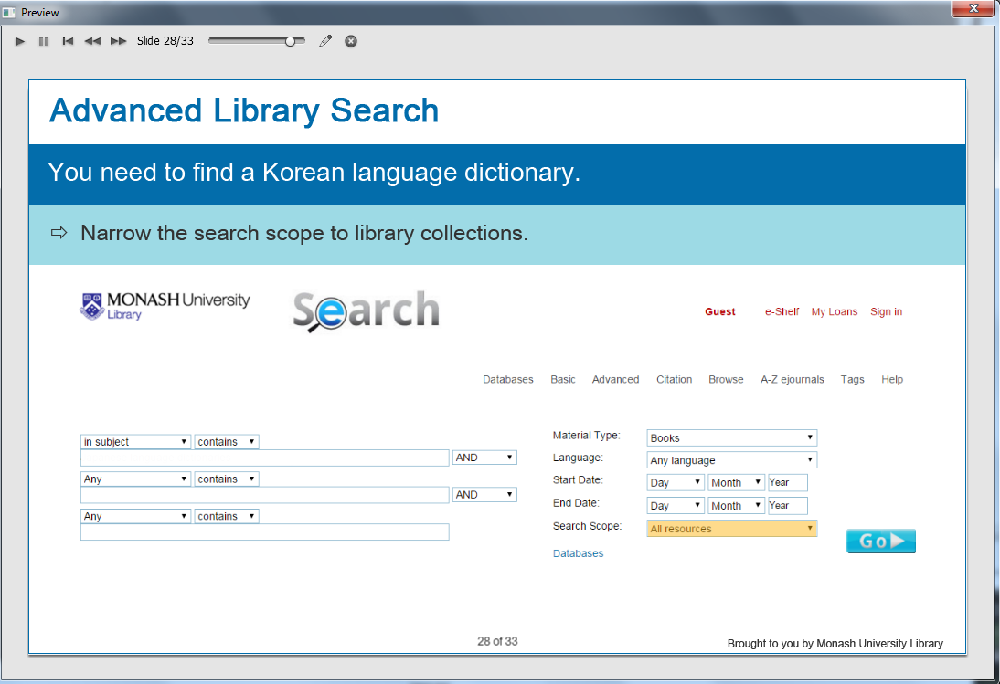 Preview
Slide 28/33
Advanced Library Search
You need to find a Korean language dictionary.
⇨ Narrow the search scope to library collections.
MONASH University
Library
Search
Guest e-Shelf My Loans Sign in
Databases Basic Advanced Citation Browse A-Z ejournals Tags Help
in subject contains
AND
Any contains
AND
Any contains
Material Type: Books
Language: Any language
Start Date: Day Month Year
End Date: Day Month Year
Search Scope: All resources
Databases
Go
28 of 33
Brought to you by Monash University Library